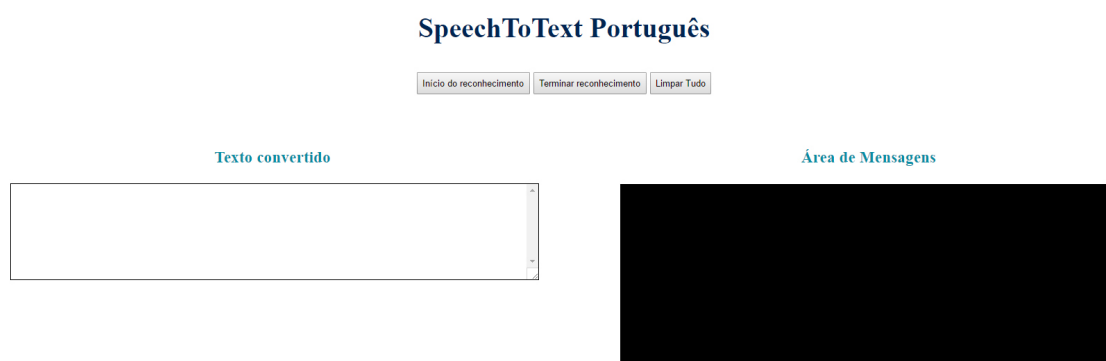 SpeechToText Português
Início do reconhecimento Terminar reconhecimento Limpar Tudo
Texto convertido
Área de Mensagens